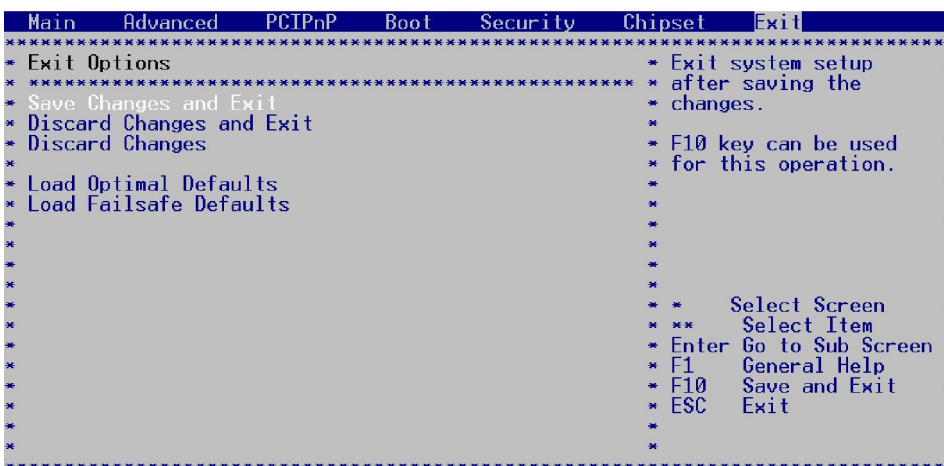 Main Advanced PCIPnP Boot Security Chipset Exit
Exit Options
Save Changes and Exit
Discard Changes and Exit
Discard Changes
Load Optimal Defaults
Load Failsafe Defaults
Exit system setup
after saving the
changes.
F10 key can be used
for this operation.
* Select Screen
** Select Item
Enter Go to Sub Screen
F1 General Help
F10 Save and Exit
ESC Exit